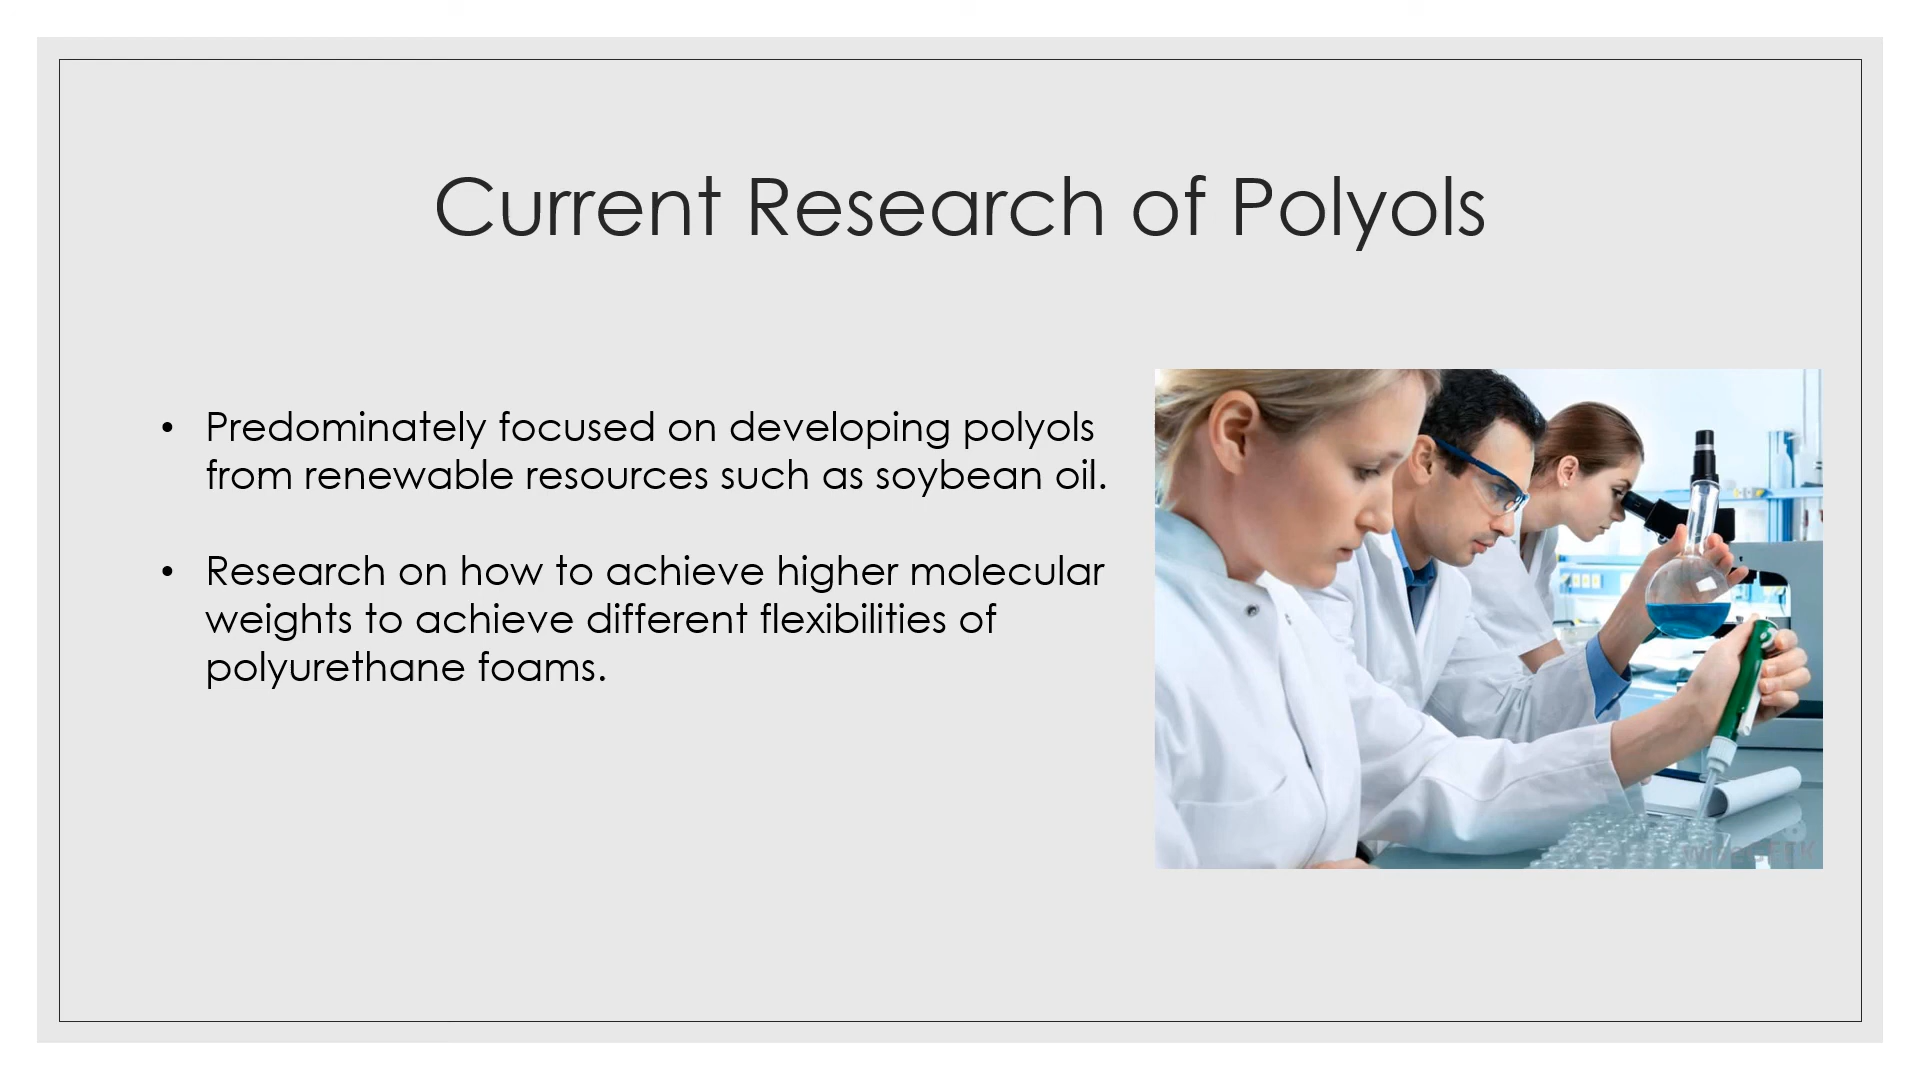 Current Research of Polyols
• Predominately focused on developing polyols
from renewable resources such as soybean oil.
• Research on how to achieve higher molecular
weights to achieve different flexibilities of
polyurethane foams.